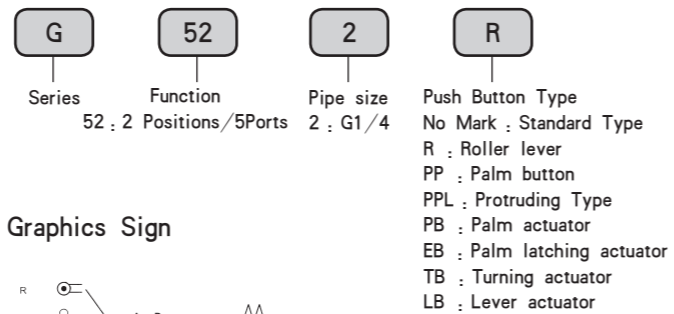 G 52 2 R
Series Function Pipe size Push Button Type
52 : 2 Positions/5Ports 2 : G1/4 No Mark : Standard Type
R : Roller lever
PP : Palm button
PPL : Protruding Type
PB : Palm actuator
EB : Palm latching actuator
TB : Turning actuator
LB : Lever actuator
Graphics Sign
R